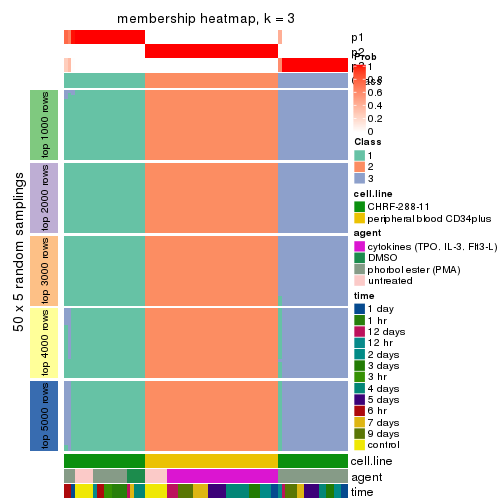 membership heatmap, k = 3
p1
p2
Prob
1
0.8
0.6
0.4
0.2
0
Class
1
2
3
cell.line
CHRF-288-11
peripheral blood CD34plus
agent
cytokines (TPO, IL-3, Flt3-L)
DMSO
phorbol ester (PMA)
untreated
time
1 day
1 hr
12 days
12 hr
2 days
3 days
3 hr
4 days
5 days
6 hr
7 days
9 days
control
50 x 5 random samplings
top 1000 rows
top 2000 rows
top 3000 rows
top 4000 rows
top 5000 rows
cell.line
agent
time